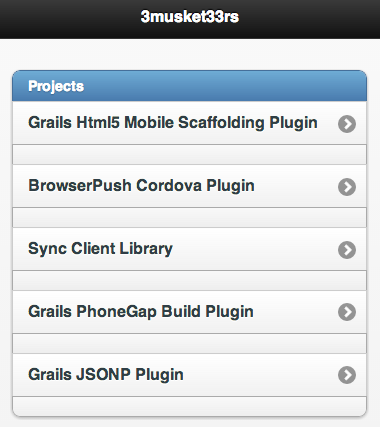 3musket33rs
Projects
Grails Html5 Mobile Scaffolding Plugin
BrowserPush Cordova Plugin
Sync Client Library
Grails PhoneGap Build Plugin
Grails JSONP Plugin